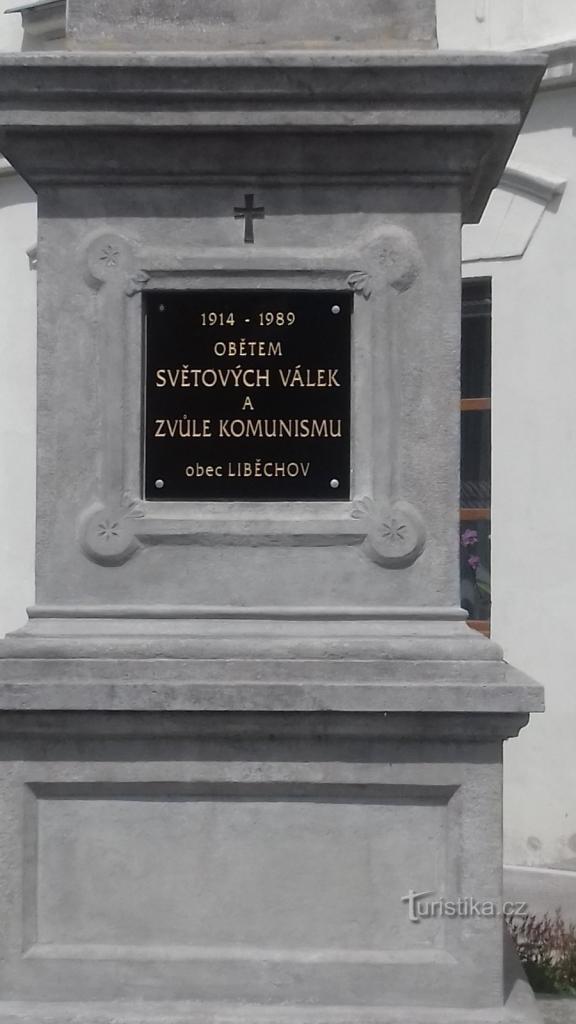 1914 - 1989
OBĚTEM
SVĚTOVÝCH VÁLEK
A
ZVŮLE KOMUNISMU
obec LIBĚCHOV
Turistika.cz